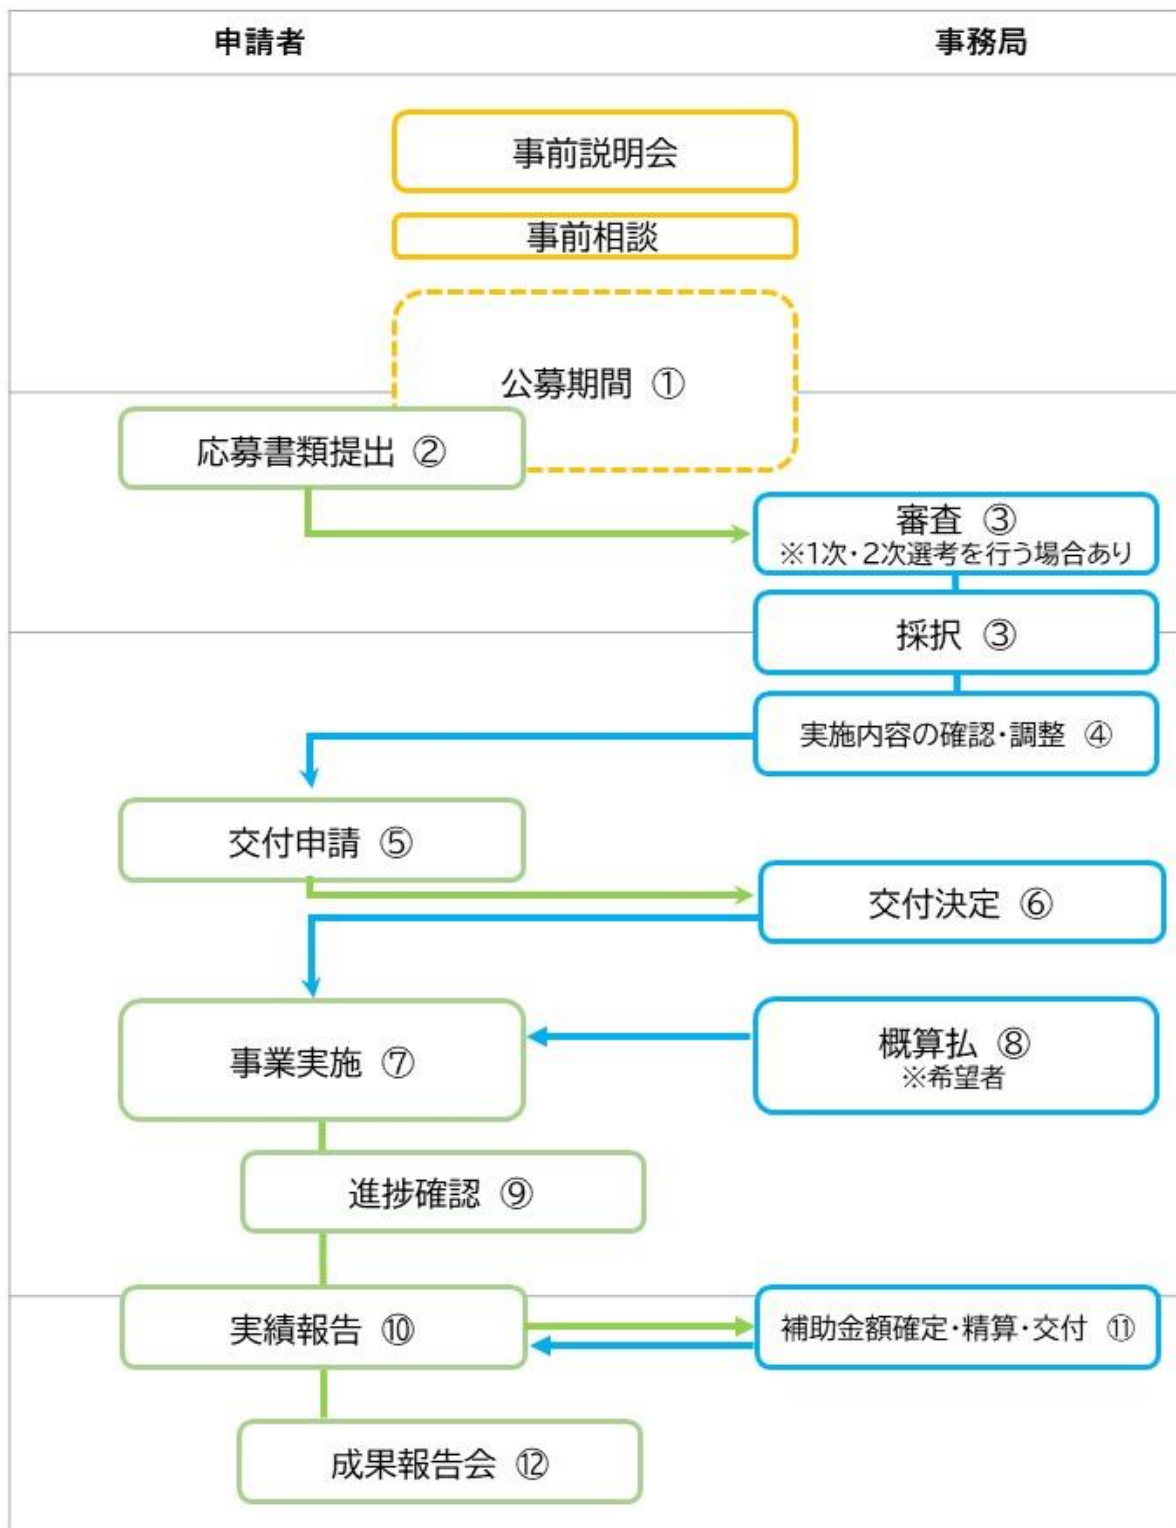 申請者
事務局
事前説明会
事前相談
公募期間 ①
応募書類提出 ②
審査 ③
※1次・2次選考を行う場合あり
採択 ③
実施内容の確認・調整 ④
交付申請 ⑤
交付決定 ⑥
事業実施 ⑦
概算払 ⑧
※希望者
進捗確認 ⑨
実績報告 ⑩
補助金額確定・精算・交付 ⑪
成果報告会 ⑫